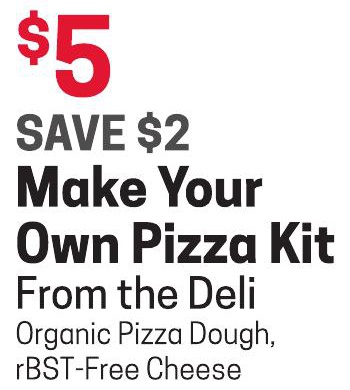 $5
SAVE $2
Make Your
Own Pizza Kit
From the Deli
Organic Pizza Dough,
rBST-Free Cheese